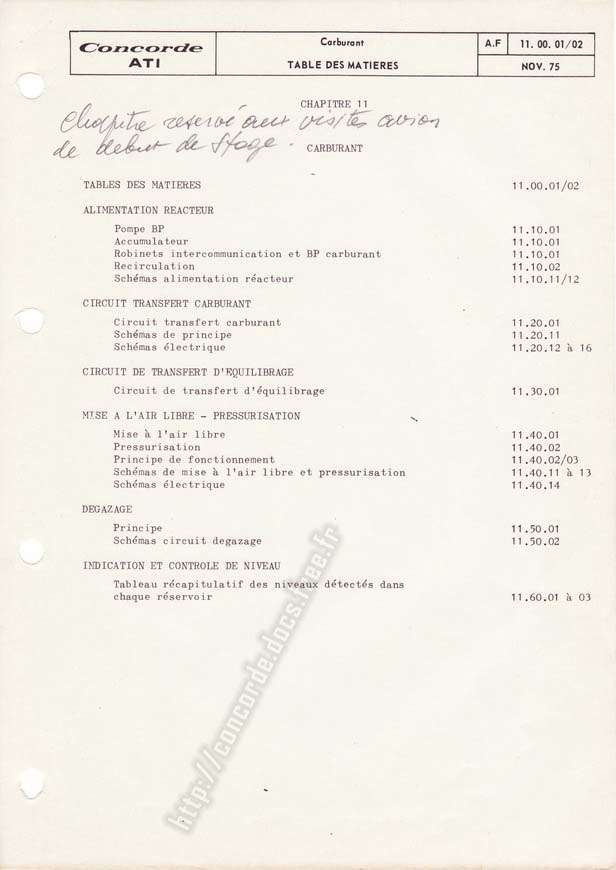 Concorde
ATI
Carburant
TABLE DES MATIERES
A.F
11. 00. 01/02
NOV. 75
CHAPITRE 11
Chapitre reservé aux visites avion
de debut de stage.
CARBURANT
TABLES DES MATIERES 11.00.01/02
ALIMENTATION REACTEUR
Pompe BP 11.10.01
Accumulateur 11.10.01
Robinets intercommunication et BP carburant 11.10.01
Recirculation 11.10.02
Schémas alimentation réacteur 11.10.11/12
CIRCUIT TRANSFERT CARBURANT
Circuit transfert carburant 11.20.01
Schémas de principe 11.20.11
Schémas électrique 11.20.12 à 16
CIRCUIT DE TRANSFERT D'EQUILIBRAGE
Circuit de transfert d'équilibrage 11.30.01
MISE A L'AIR LIBRE - PRESSURISATION
Mise à l'air libre 11.40.01
Pressurisation 11.40.02
Principe de fonctionnement 11.40.02/03
Schémas de mise à l'air libre et pressurisation 11.40.11 à 13
Schémas électrique 11.40.14
DEGAZAGE
Principe 11.50.01
Schémas circuit degazage 11.50.02
INDICATION ET CONTROLE DE NIVEAU
Tableau récapitulatif des niveaux détectés dans
chaque réservoir 11.60.01 à 03
http://concorde.docs.free.fr